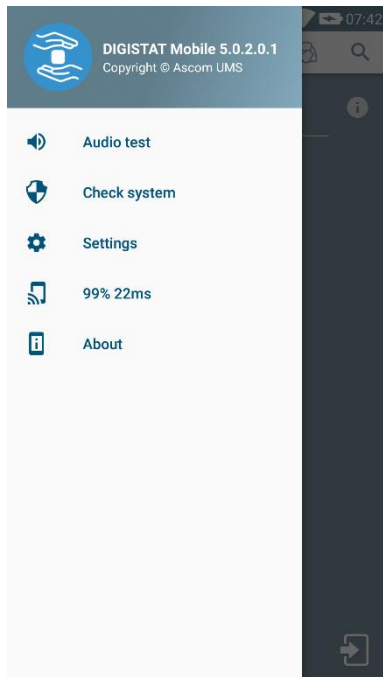 07:42
DIGISTAT Mobile 5.0.2.0.1
Copyright © Ascom UMS
Audio test
Check system
Settings
99% 22ms
About